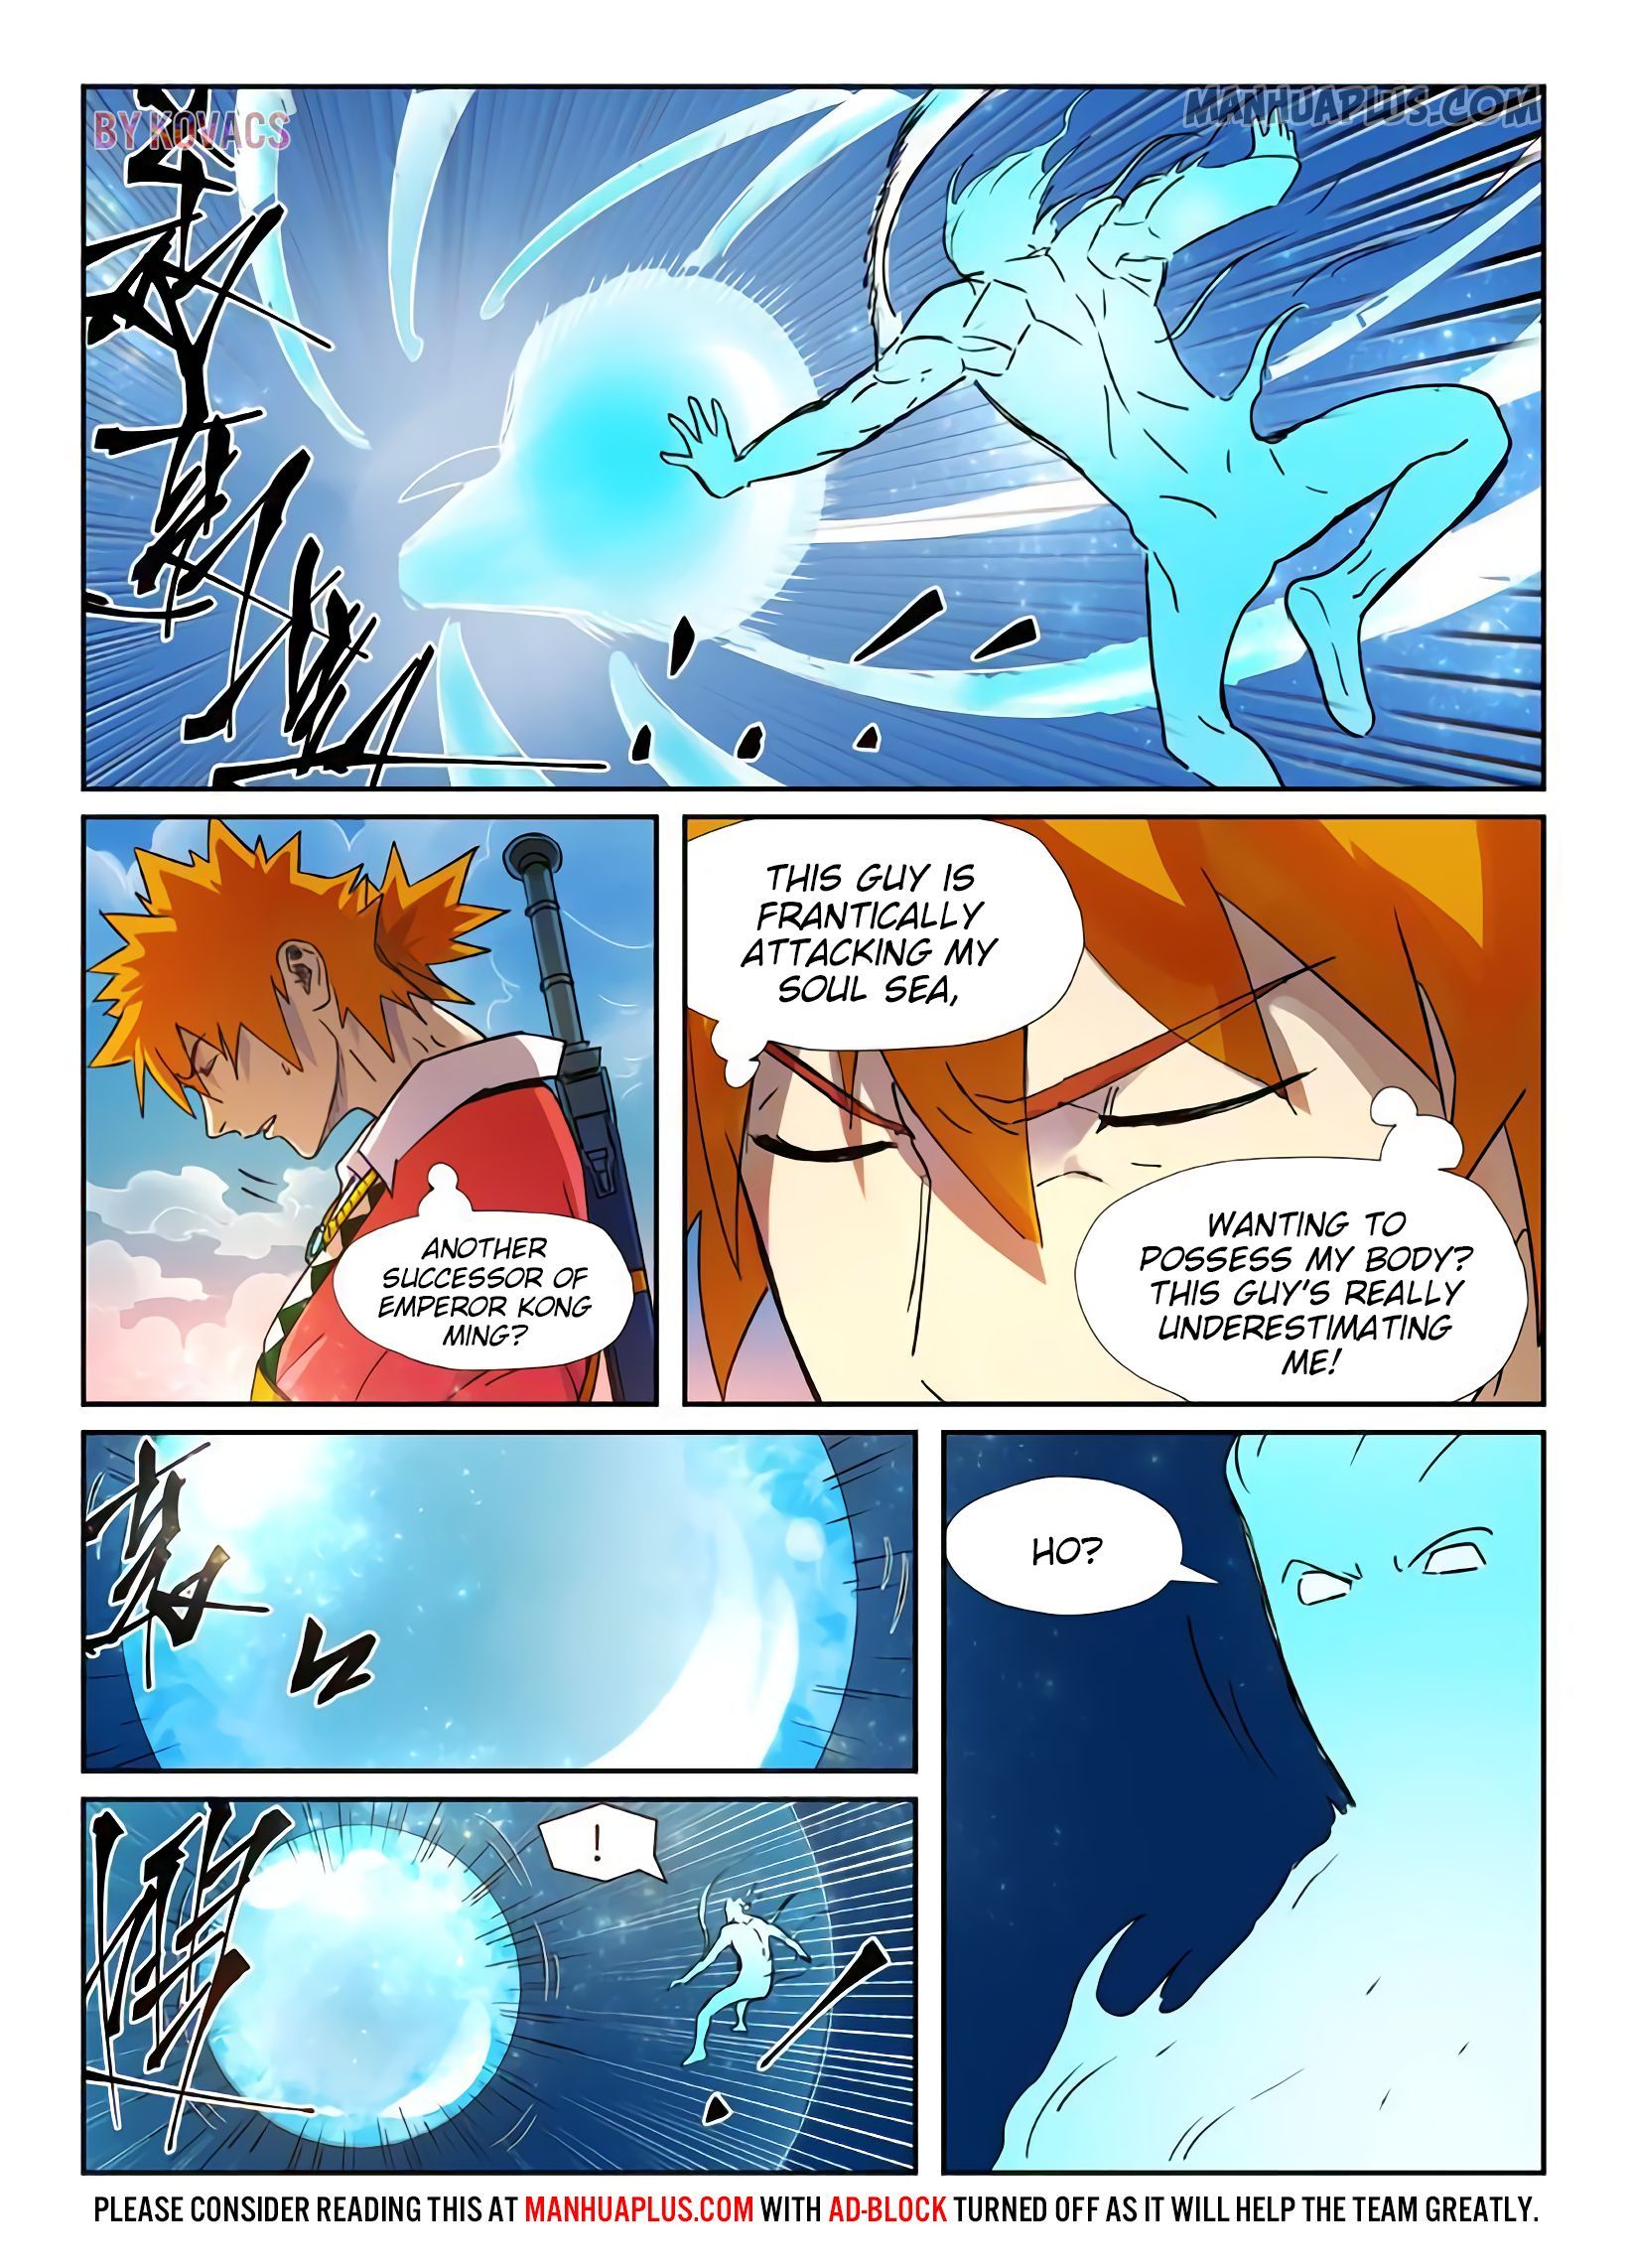 BY KOVACS
MANHUAPLUS.COM
ANOTHER
SUCCESSOR OF
EMPEROR KONG
MING?
THIS GUY IS
FRANTICALLY
ATTACKING MY
SOUL SEA,
WANTING TO
POSSESS MY BODY?
THIS GUY'S REALLY
UNDERESTIMATING
ME!
HO?
!
PLEASE CONSIDER READING THIS AT MANHUAPLUS.COM WITH AD-BLOCK TURNED OFF AS IT WILL HELP THE TEAM GREATLY.